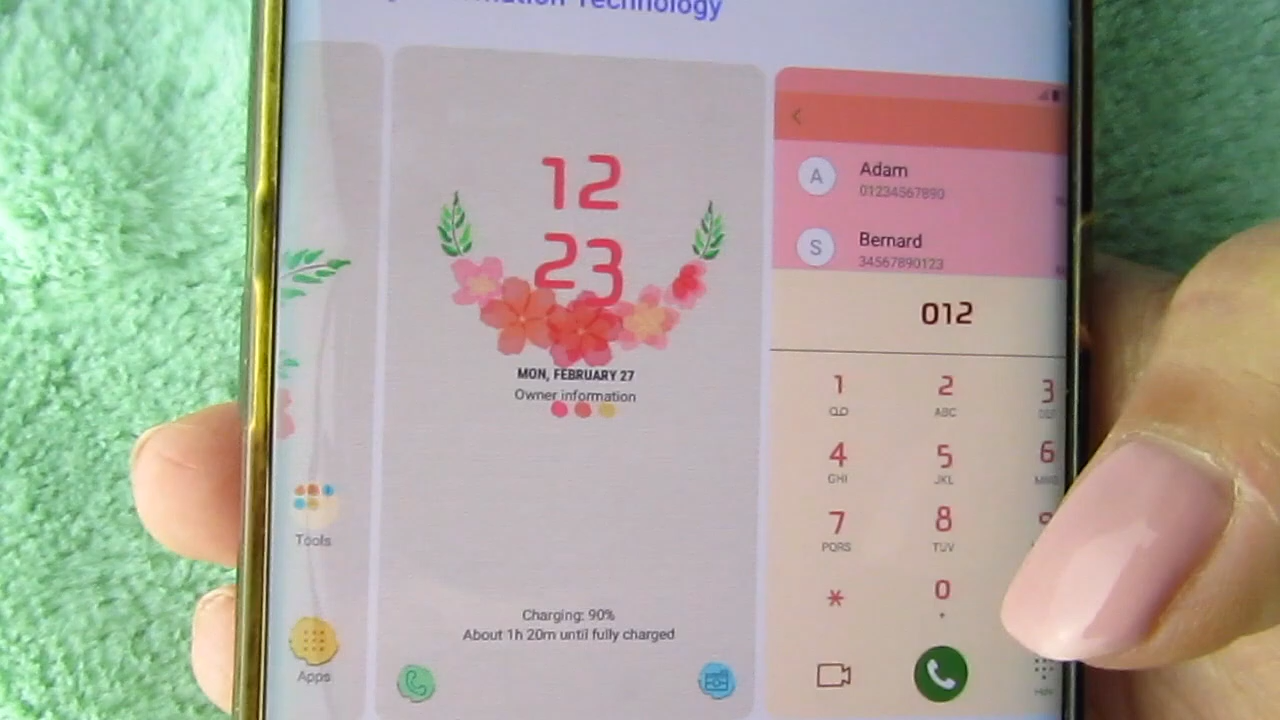 Technology
Tools
Apps
12
23
MON, FEBRUARY 27
Owner information
Charging: 90%
About 1h 20m until fully charged
A
Adam
01234567890
S
Bernard
34567890123
012
1
2
ABC
3
4
GHI
5
JKL
6
7
PQRS
8
TUV
*
0
+